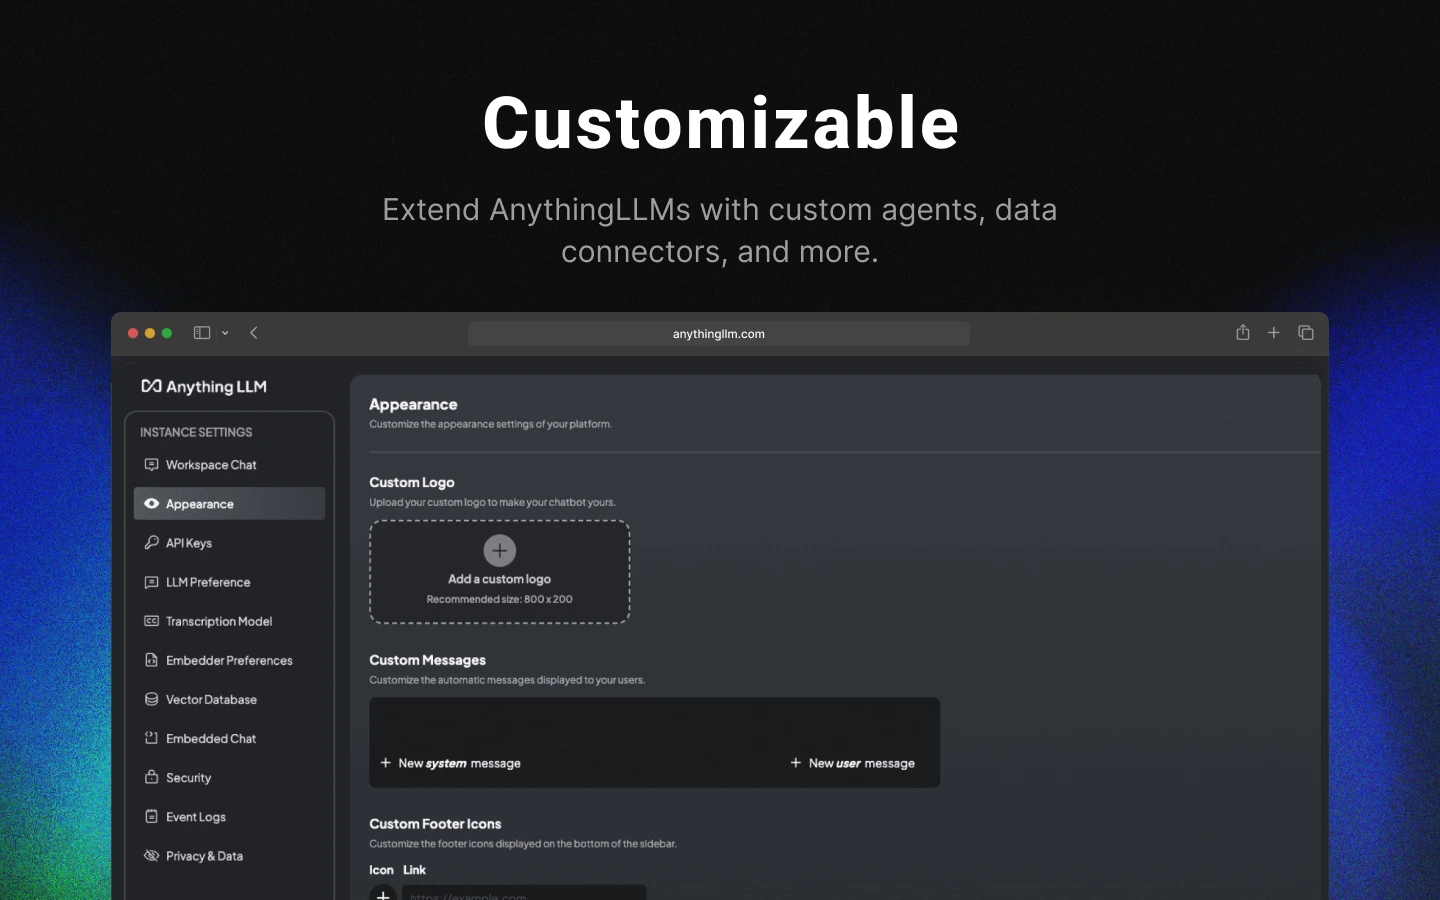 Customizable
Extend AnythingLLMs with custom agents, data
connectors, and more.
anythingllm.com
Anything LLM
INSTANCE SETTINGS
Workspace Chat
Appearance
API Keys
LLM Preference
Transcription Model
Embedder Preferences
Vector Database
Embedded Chat
Security
Event Logs
Privacy & Data
Appearance
Customize the appearance settings of your platform.
Custom Logo
Upload your custom logo to make your chatbot yours.
Add a custom logo
Recommended size: 800 x 200
Custom Messages
Customize the automatic messages displayed to your users.
+ New system message
+ New user message
Custom Footer Icons
Customize the footer icons displayed on the bottom of the sidebar.
Icon Link
https://example.com